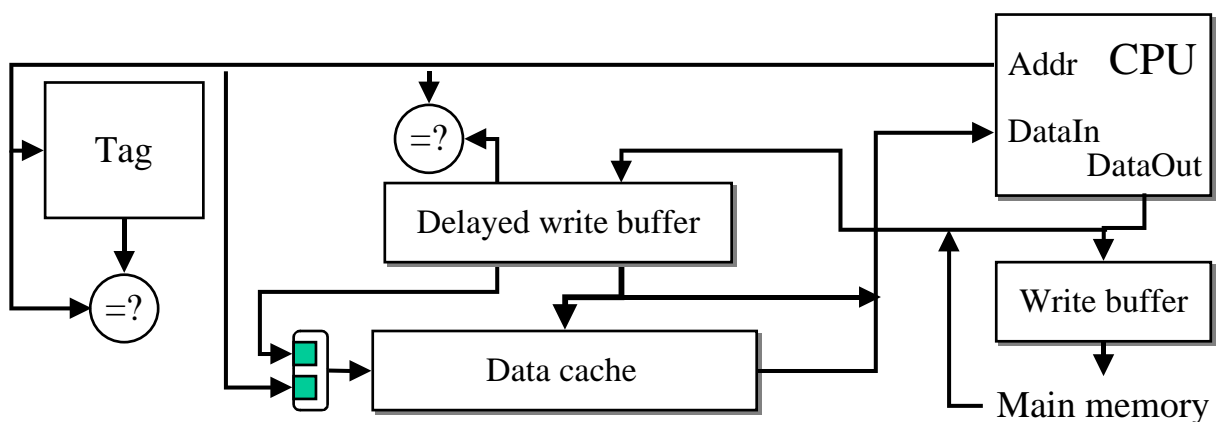 Addr CPU
=?
Tag
DataIn
DataOut
Delayed write buffer
=?
Write buffer
Data cache
Main memory